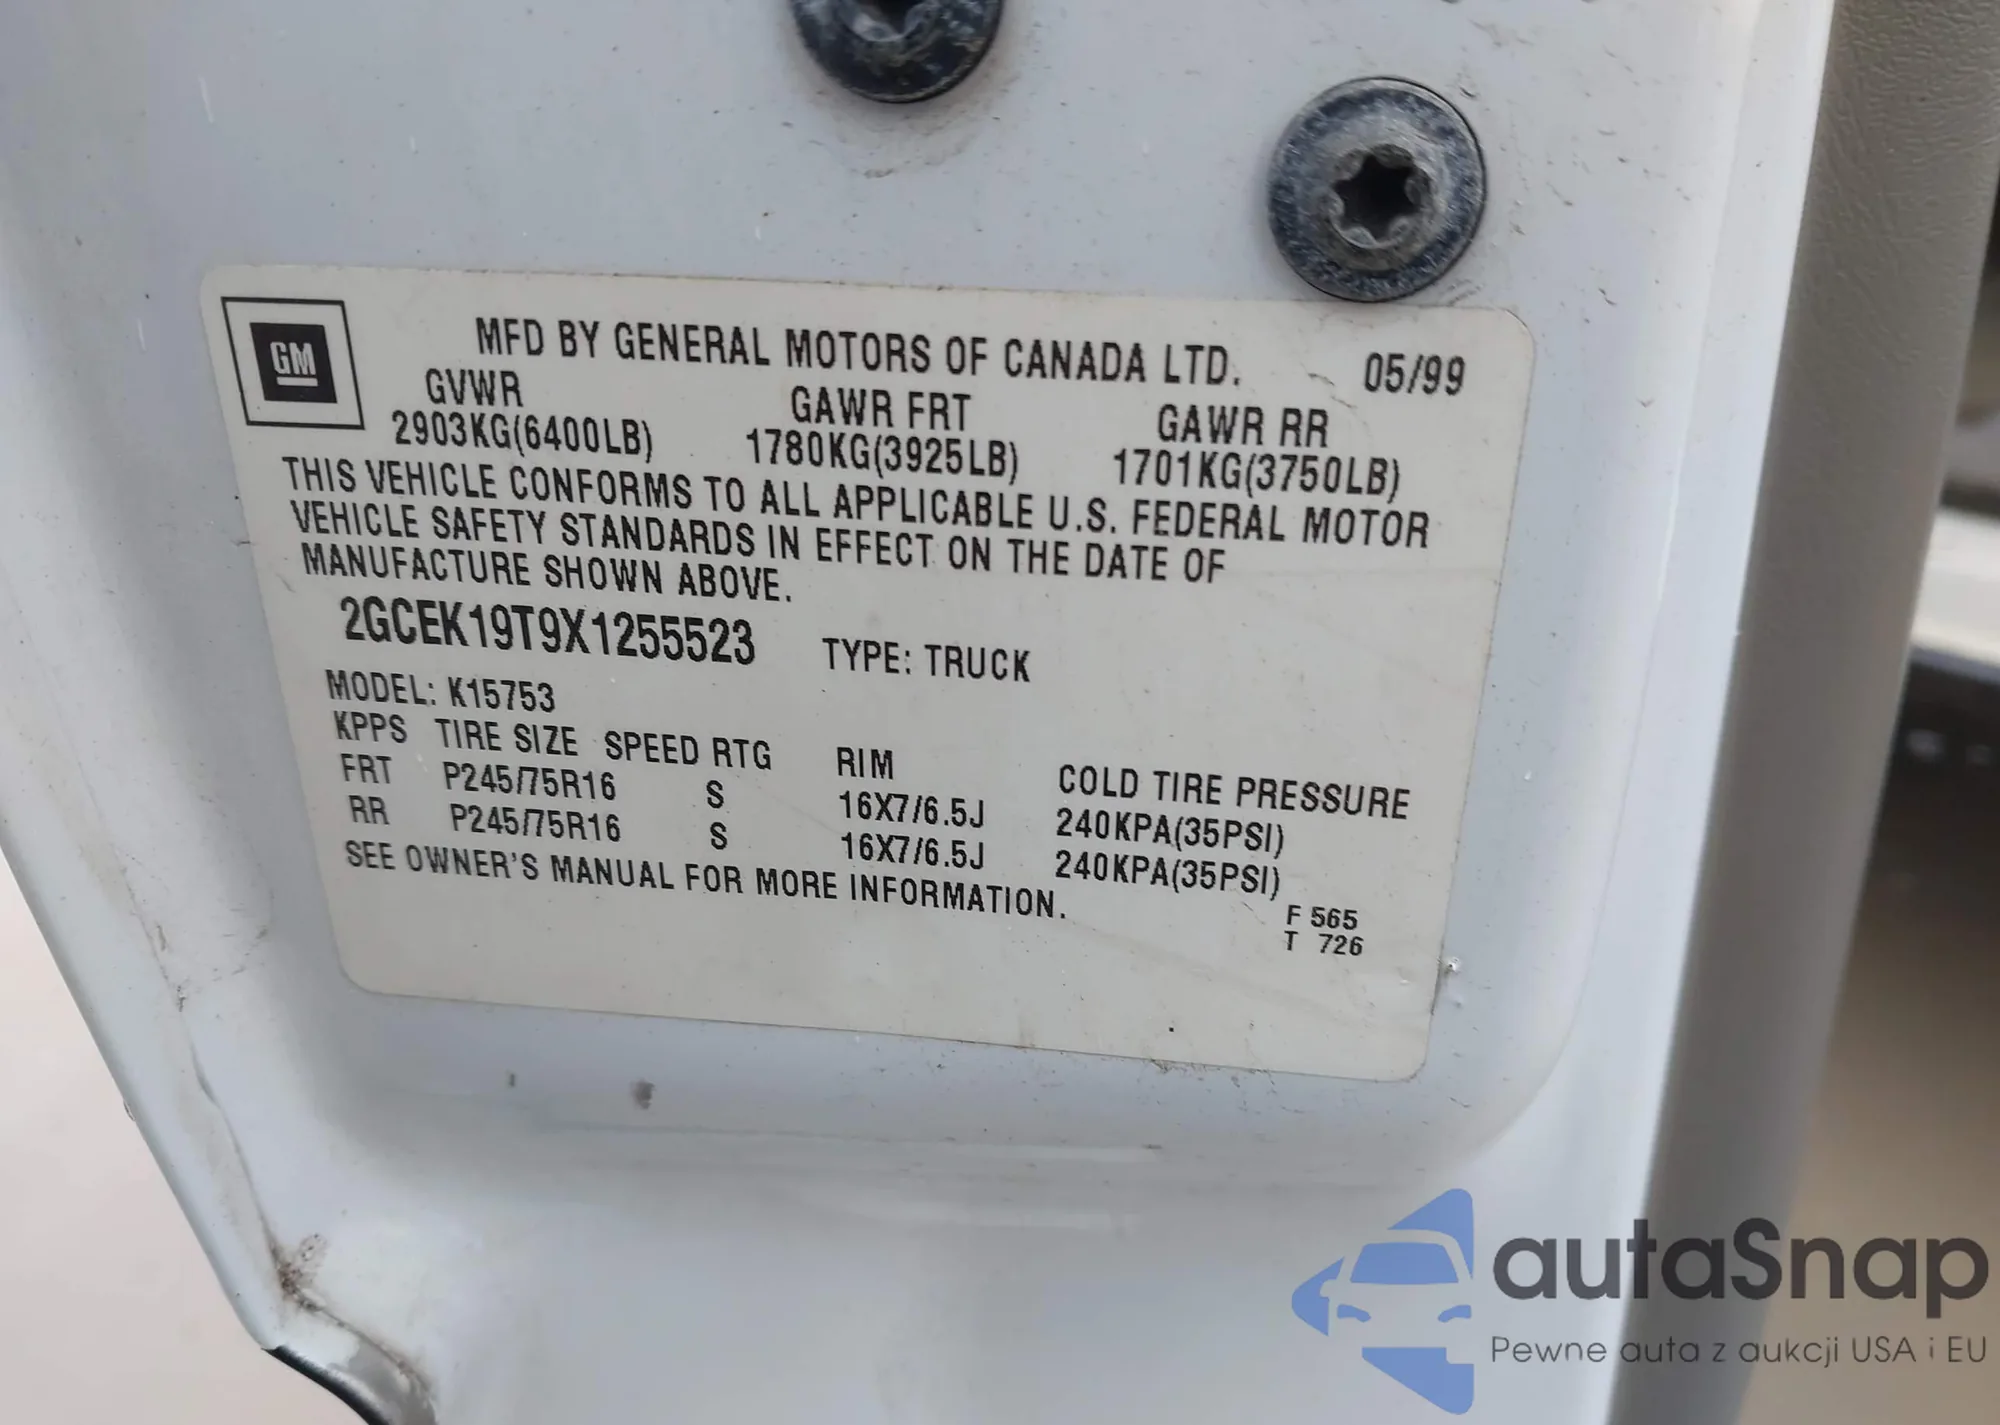 GM
MFD BY GENERAL MOTORS OF CANADA LTD. 05/99
GVWR GAWR FRT GAWR RR
2903KG(6400LB) 1780KG(3925LB) 1701KG(3750LB)
THIS VEHICLE CONFORMS TO ALL APPLICABLE U.S. FEDERAL MOTOR
VEHICLE SAFETY STANDARDS IN EFFECT ON THE DATE OF
MANUFACTURE SHOWN ABOVE.
2GCEK19T9X1255523 TYPE: TRUCK
MODEL: K15753
KPPS TIRE SIZE SPEED RTG RIM COLD TIRE PRESSURE
FRT P245/75R16 S 16X7/6.5J 240KPA(35PSI)
RR P245/75R16 S 16X7/6.5J 240KPA(35PSI)
SEE OWNER'S MANUAL FOR MORE INFORMATION.
F 565
T 726
autaSnap
Pewne auta z aukcji USA i EU